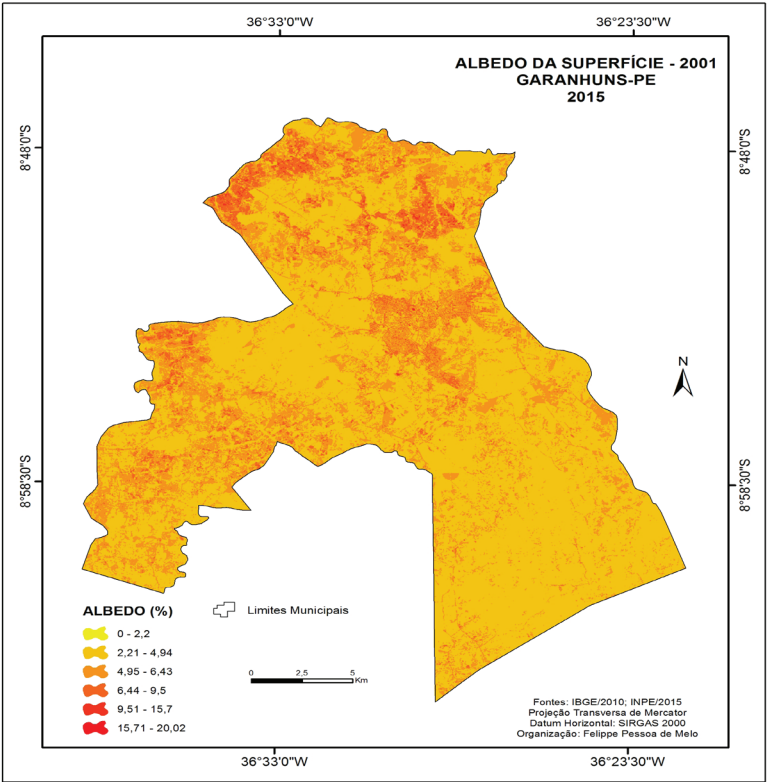 36°33'0"W 36°23'30"W
ALBEDO DA SUPERFÍCIE - 2001
GARANHUNS-PE
2015
8°48'0"S 8°48'0"S
N
8°58'30"S 8°58'30"S
ALBEDO (%)
Limites Municipais
0 - 2,2
2,21 - 4,94
4,95 - 6,43
6,44 - 9,5
9,51 - 15,7
15,71 - 20,02
0 2,5 5
Km
Fontes: IBGE/2010; INPE/2015
Projeção Transversa de Mercator
Datum Horizontal: SIRGAS 2000
Organização: Felippe Pessoa de Melo
36°33'0"W 36°23'30"W